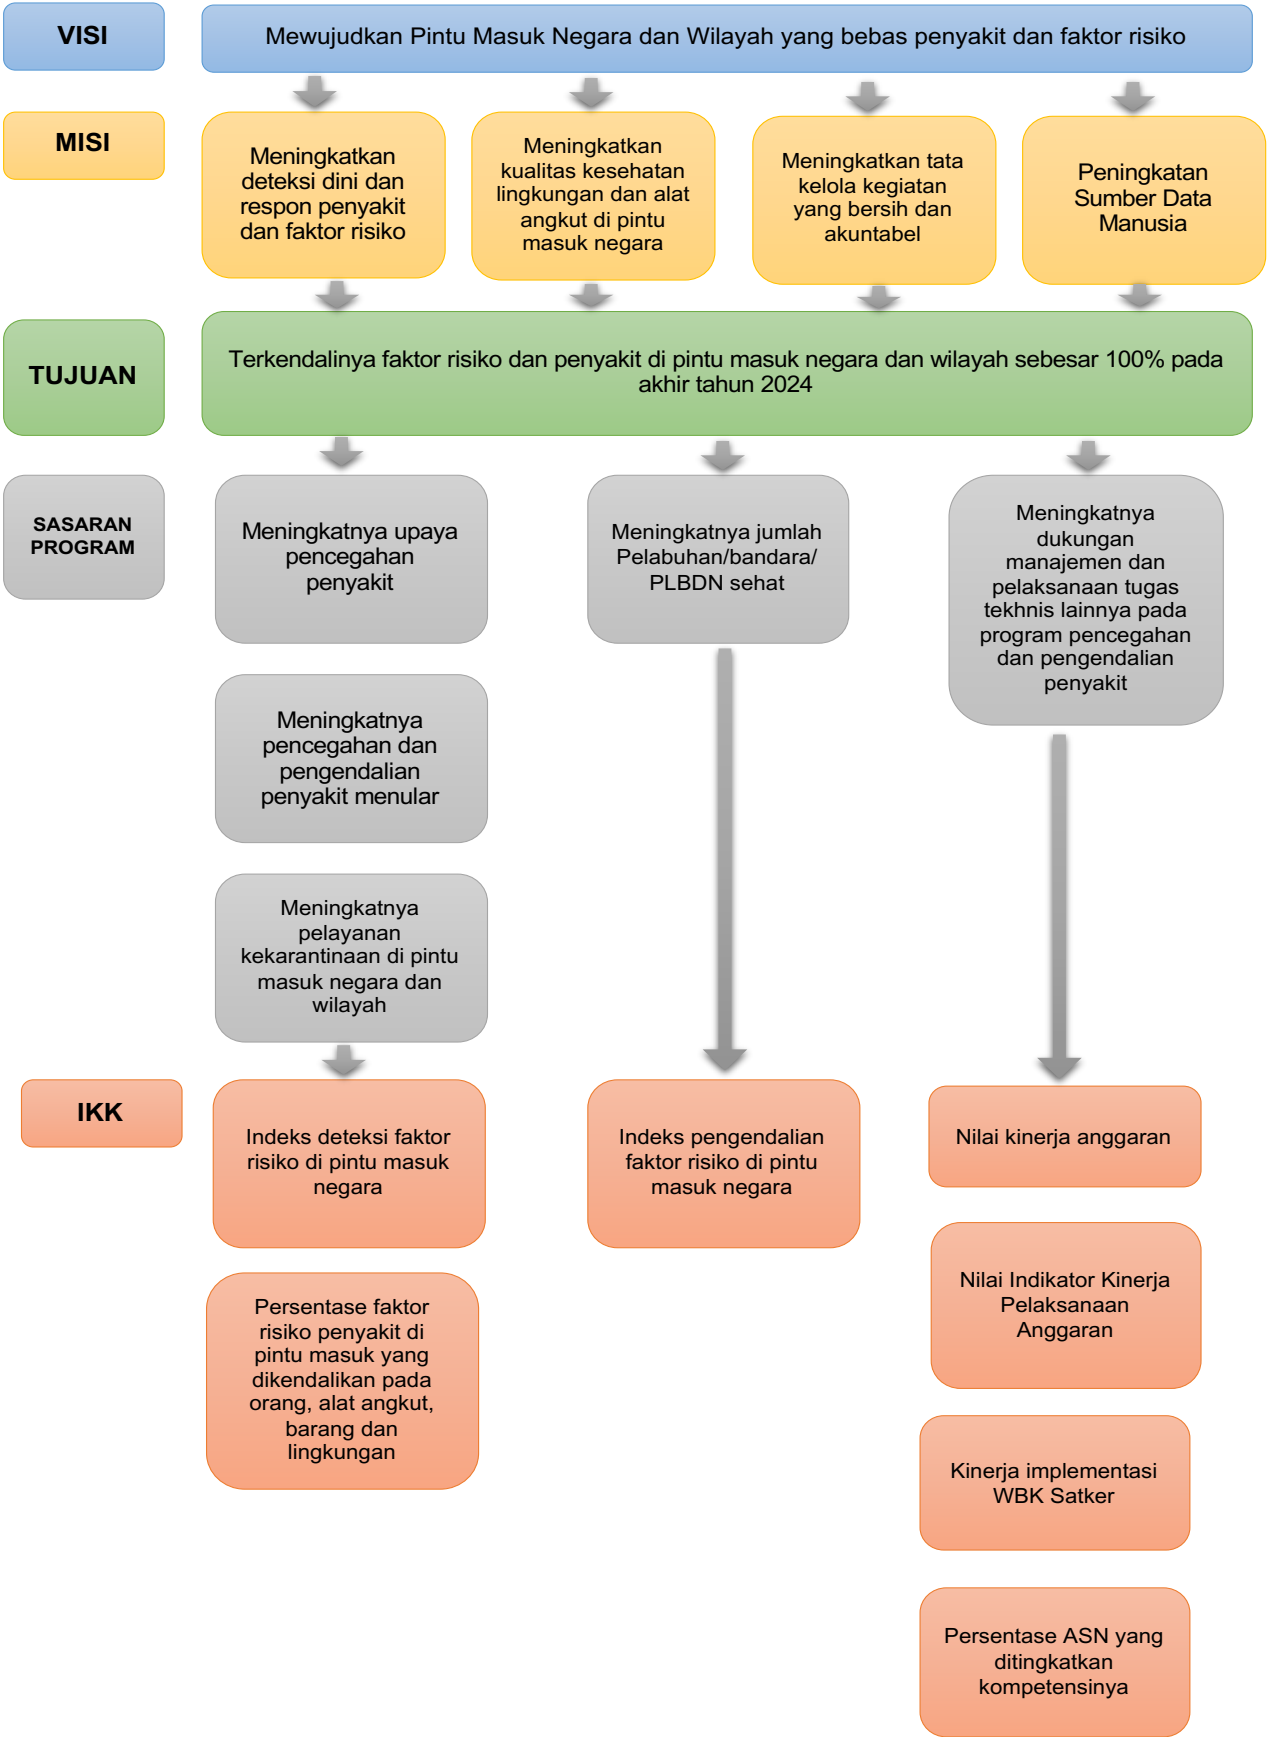 VISI
Mewujudkan Pintu Masuk Negara dan Wilayah yang bebas penyakit dan faktor risiko
MISI
Meningkatkan
deteksi dini dan
respon penyakit
dan faktor risiko
Meningkatkan
kualitas kesehatan
lingkungan dan alat
angkut di pintu
masuk negara
Meningkatkan tata
kelola kegiatan
yang bersih dan
akuntabel
Peningkatan
Sumber Data
Manusia
TUJUAN
Terkendalinya faktor risiko dan penyakit di pintu masuk negara dan wilayah sebesar 100% pada
akhir tahun 2024
SASARAN
PROGRAM
Meningkatnya upaya
pencegahan
penyakit
Meningkatnya jumlah
Pelabuhan/bandara/
PLBDN sehat
Meningkatnya
dukungan
manajemen dan
pelaksanaan tugas
tekhnis lainnya pada
program pencegahan
dan pengendalian
penyakit
Meningkatnya
pencegahan dan
pengendalian
penyakit menular
Meningkatnya
pelayanan
kekarantinaan di pintu
masuk negara dan
wilayah
IKK
Indeks deteksi faktor
risiko di pintu masuk
negara
Indeks pengendalian
faktor risiko di pintu
masuk negara
Nilai kinerja anggaran
Persentase faktor
risiko penyakit di
pintu masuk yang
dikendalikan pada
orang, alat angkut,
barang dan
lingkungan
Nilai Indikator Kinerja
Pelaksanaan
Anggaran
Kinerja implementasi
WBK Satker
Persentase ASN yang
ditingkatkan
kompetensinya